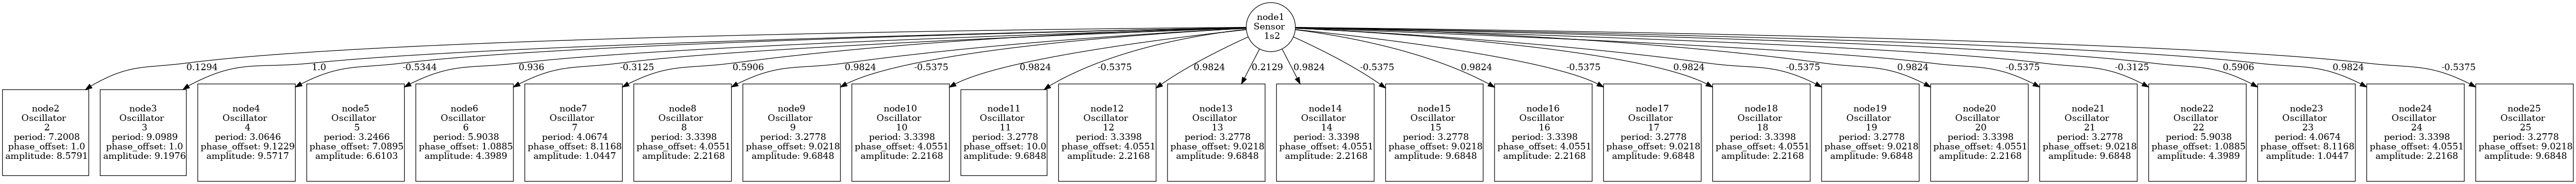 node1
Sensor
1s2
0.1294
1.0
-0.5344
0.936
-0.3125
0.5906
0.9824
-0.5375
0.9824
-0.5375
0.9824
0.2129
0.9824
-0.5375
0.9824
-0.5375
0.9824
-0.5375
0.9824
-0.5375
-0.3125
0.5906
0.9824
-0.5375
node2
Oscillator
2
period: 7.2008
phase_offset: 1.0
amplitude: 8.5791
node3
Oscillator
3
period: 9.0989
phase_offset: 1.0
amplitude: 9.1976
node4
Oscillator
4
period: 3.0646
phase_offset: 9.1229
amplitude: 9.5717
node5
Oscillator
5
period: 3.2466
phase_offset: 7.0895
amplitude: 6.6103
node6
Oscillator
6
period: 5.9038
phase_offset: 1.0885
amplitude: 4.3989
node7
Oscillator
7
period: 4.0674
phase_offset: 8.1168
amplitude: 1.0447
node8
Oscillator
8
period: 3.3398
phase_offset: 4.0551
amplitude: 2.2168
node9
Oscillator
9
period: 3.2778
phase_offset: 9.0218
amplitude: 9.6848
node10
Oscillator
10
period: 3.3398
phase_offset: 4.0551
amplitude: 2.2168
node11
Oscillator
11
period: 3.2778
phase_offset: 10.0
amplitude: 9.6848
node12
Oscillator
12
period: 3.3398
phase_offset: 4.0551
amplitude: 2.2168
node13
Oscillator
13
period: 3.2778
phase_offset: 9.0218
amplitude: 9.6848
node14
Oscillator
14
period: 3.3398
phase_offset: 4.0551
amplitude: 2.2168
node15
Oscillator
15
period: 3.2778
phase_offset: 9.0218
amplitude: 9.6848
node16
Oscillator
16
period: 3.3398
phase_offset: 4.0551
amplitude: 2.2168
node17
Oscillator
17
period: 3.2778
phase_offset: 9.0218
amplitude: 9.6848
node18
Oscillator
18
period: 3.3398
phase_offset: 4.0551
amplitude: 2.2168
node19
Oscillator
19
period: 3.2778
phase_offset: 9.0218
amplitude: 9.6848
node20
Oscillator
20
period: 3.3398
phase_offset: 4.0551
amplitude: 2.2168
node21
Oscillator
21
period: 3.2778
phase_offset: 9.0218
amplitude: 9.6848
node22
Oscillator
22
period: 5.9038
phase_offset: 1.0885
amplitude: 4.3989
node23
Oscillator
23
period: 4.0674
phase_offset: 8.1168
amplitude: 1.0447
node24
Oscillator
24
period: 3.3398
phase_offset: 4.0551
amplitude: 2.2168
node25
Oscillator
25
period: 3.2778
phase_offset: 9.0218
amplitude: 9.6848